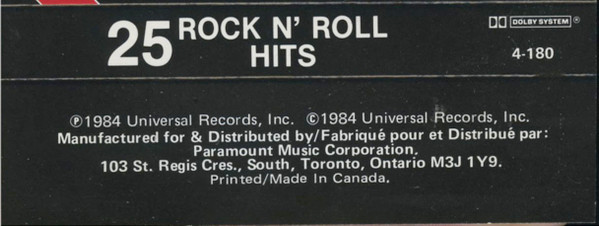 25 ROCK N' ROLL
HITS
DOLBY SYSTEM®
4-180
℗1984 Universal Records, Inc. ©1984 Universal Records, Inc.
Manufactured for & Distributed by/Fabriqué pour et Distribué par:
Paramount Music Corporation.
103 St. Regis Cres., South, Toronto, Ontario M3J 1Y9.
Printed/Made In Canada.